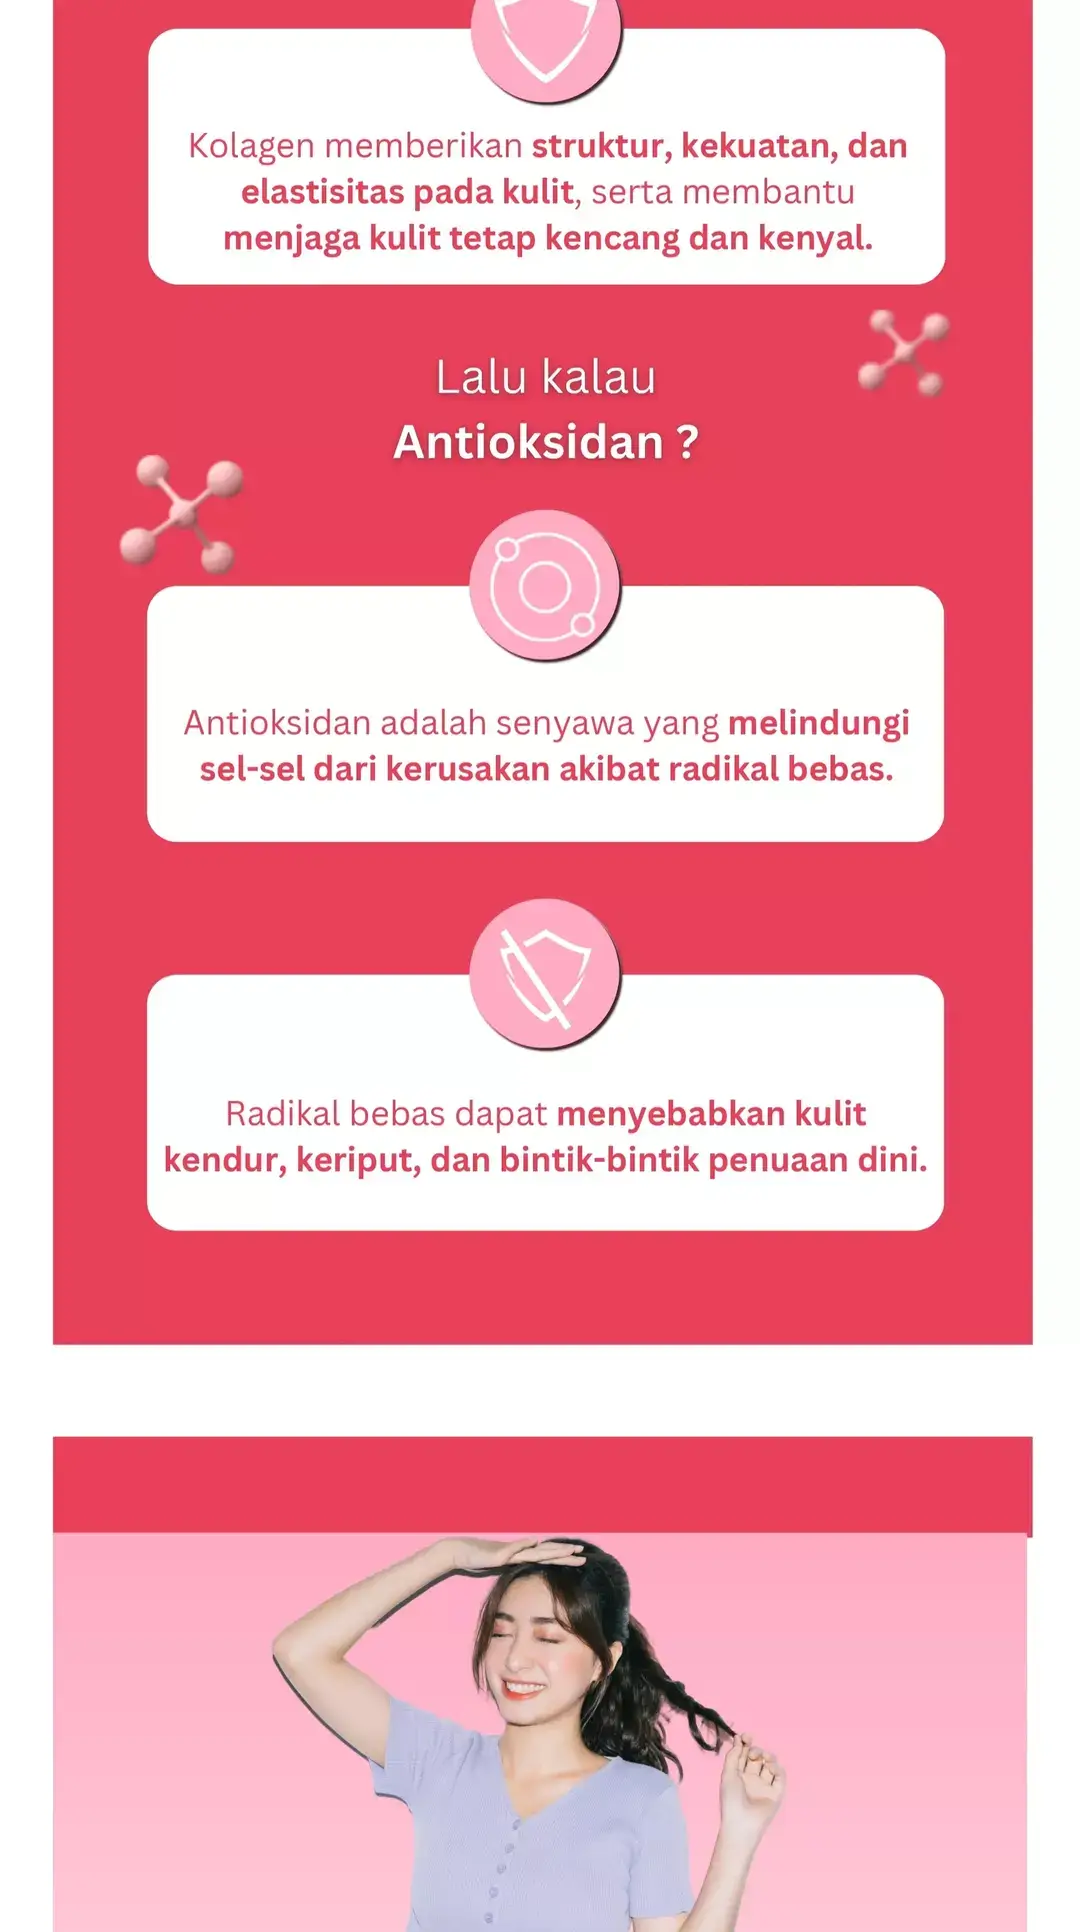 Kolagen memberikan struktur, kekuatan, dan
elastisitas pada kulit, serta membantu
menjaga kulit tetap kencang dan kenyal.
Lalu kalau
Antioksidan ?
Antioksidan adalah senyawa yang melindungi
sel-sel dari kerusakan akibat radikal bebas.
Radikal bebas dapat menyebabkan kulit
kendur, keriput, dan bintik-bintik penuaan dini.